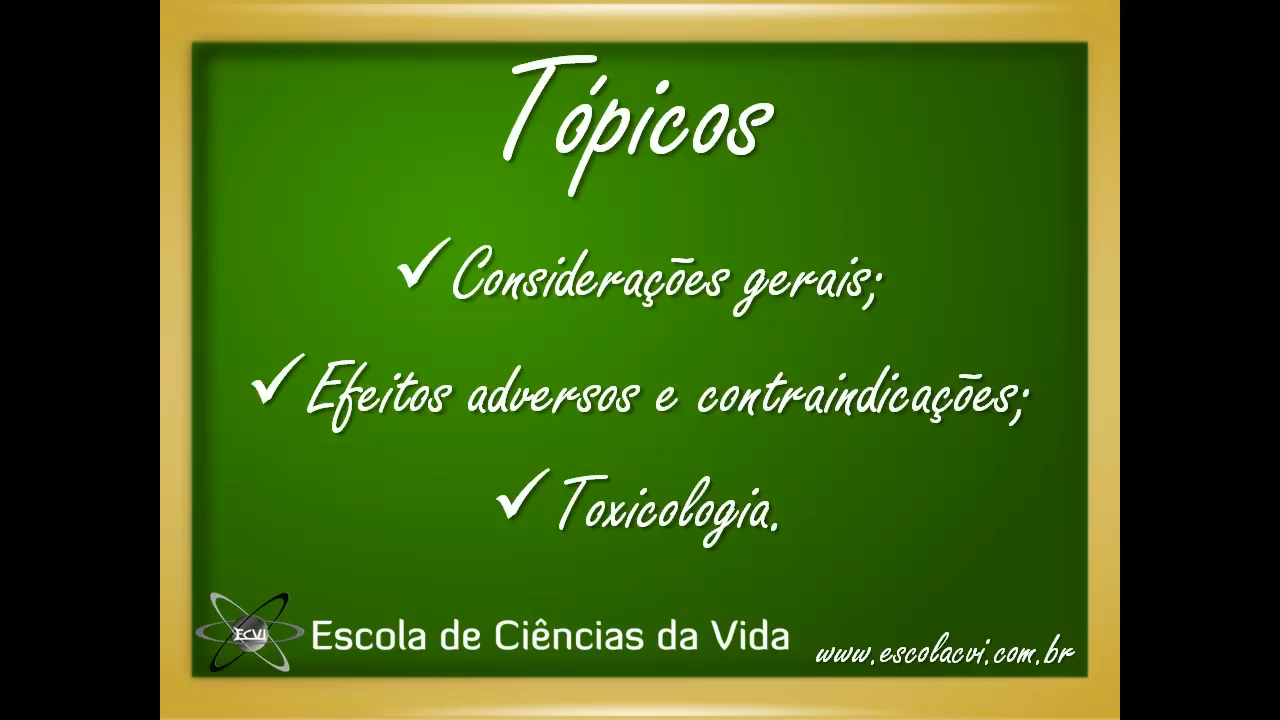 Tópicos
✓Considerações gerais;
✓Efeitos adversos e contraindicações;
✓Toxicologia.
ECVI
Escola de Ciências da Vida
www.escolacvi.com.br